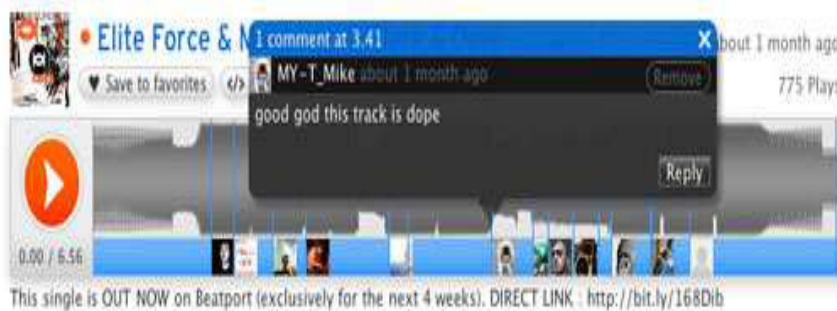 Elite Force & M
1 comment at 3.41 X
bout 1 month ago
♥ Save to favorites </>
MY-T_Mike about 1 month ago Remove
775 Plays
good god this track is dope
Reply
0.00 / 6.56
This single is OUT NOW on Beatport (exclusively for the next 4 weeks). DIRECT LINK : http://bit.ly/168Dib